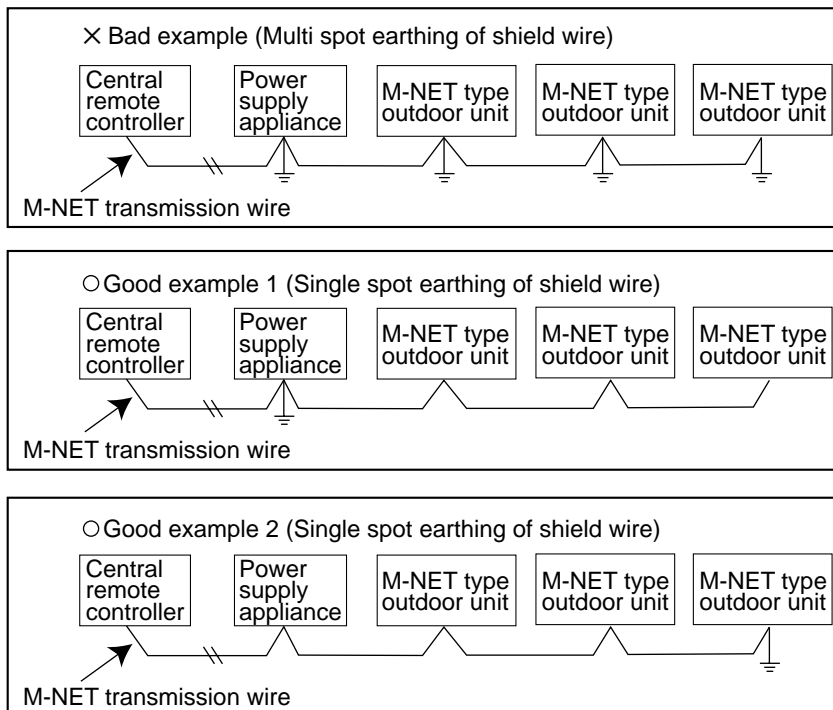 × Bad example (Multi spot earthing of shield wire)
Central
remote
controller
Power
supply
appliance
M-NET type
outdoor unit
M-NET type
outdoor unit
M-NET type
outdoor unit
M-NET transmission wire
○ Good example 1 (Single spot earthing of shield wire)
Central
remote
controller
Power
supply
appliance
M-NET type
outdoor unit
M-NET type
outdoor unit
M-NET type
outdoor unit
M-NET transmission wire
○ Good example 2 (Single spot earthing of shield wire)
Central
remote
controller
Power
supply
appliance
M-NET type
outdoor unit
M-NET type
outdoor unit
M-NET type
outdoor unit
M-NET transmission wire